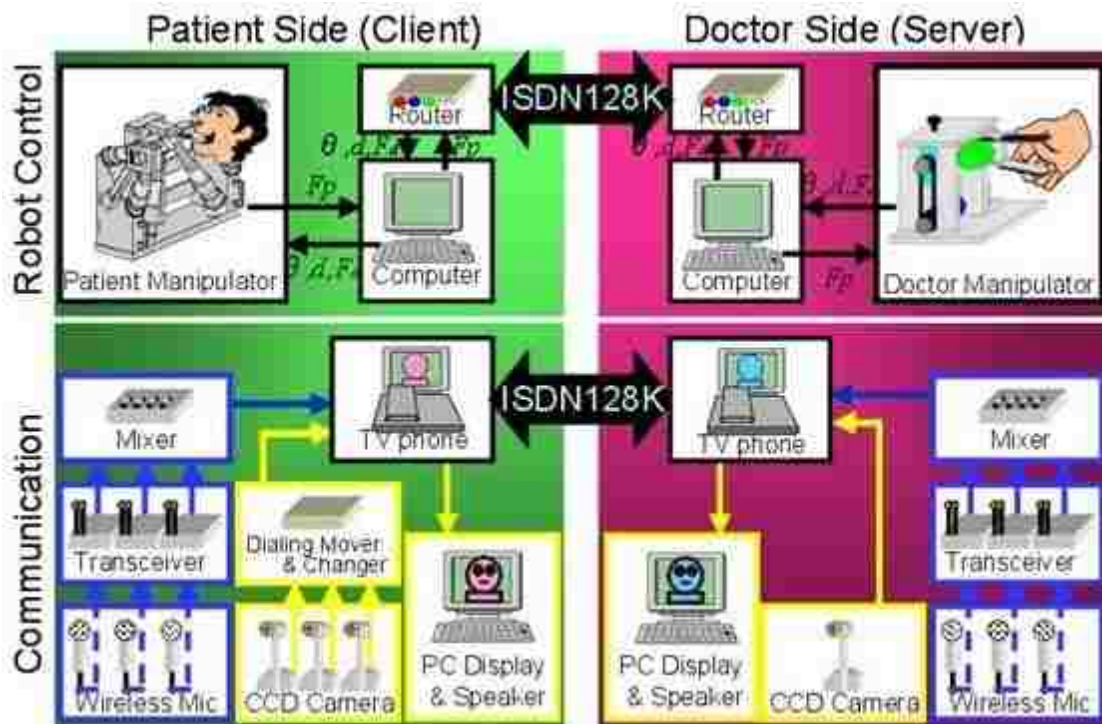 Patient Side (Client)
Doctor Side (Server)
Robot Control
Router
ISDN128K
Router
Fp
Fp
Fp
Patient Manipulator
Computer
Computer
Fp
Doctor Manipulator
Communication
ISDN128K
Mixer
TV phone
TV phone
Mixer
Transceiver
Dialing Mover
& Changer
Transceiver
Wireless Mic
CCD Camera
PC Display
& Speaker
PC Display
& Speaker
CCD Camera
Wireless Mic